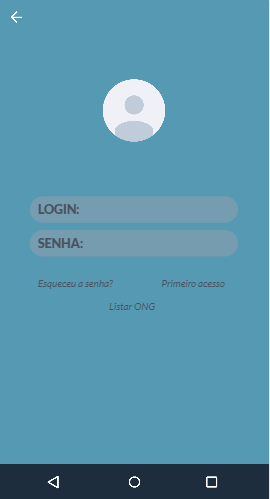 LOGIN:
SENHA:
Esqueceu a senha? Primeiro acesso
Listar ONG